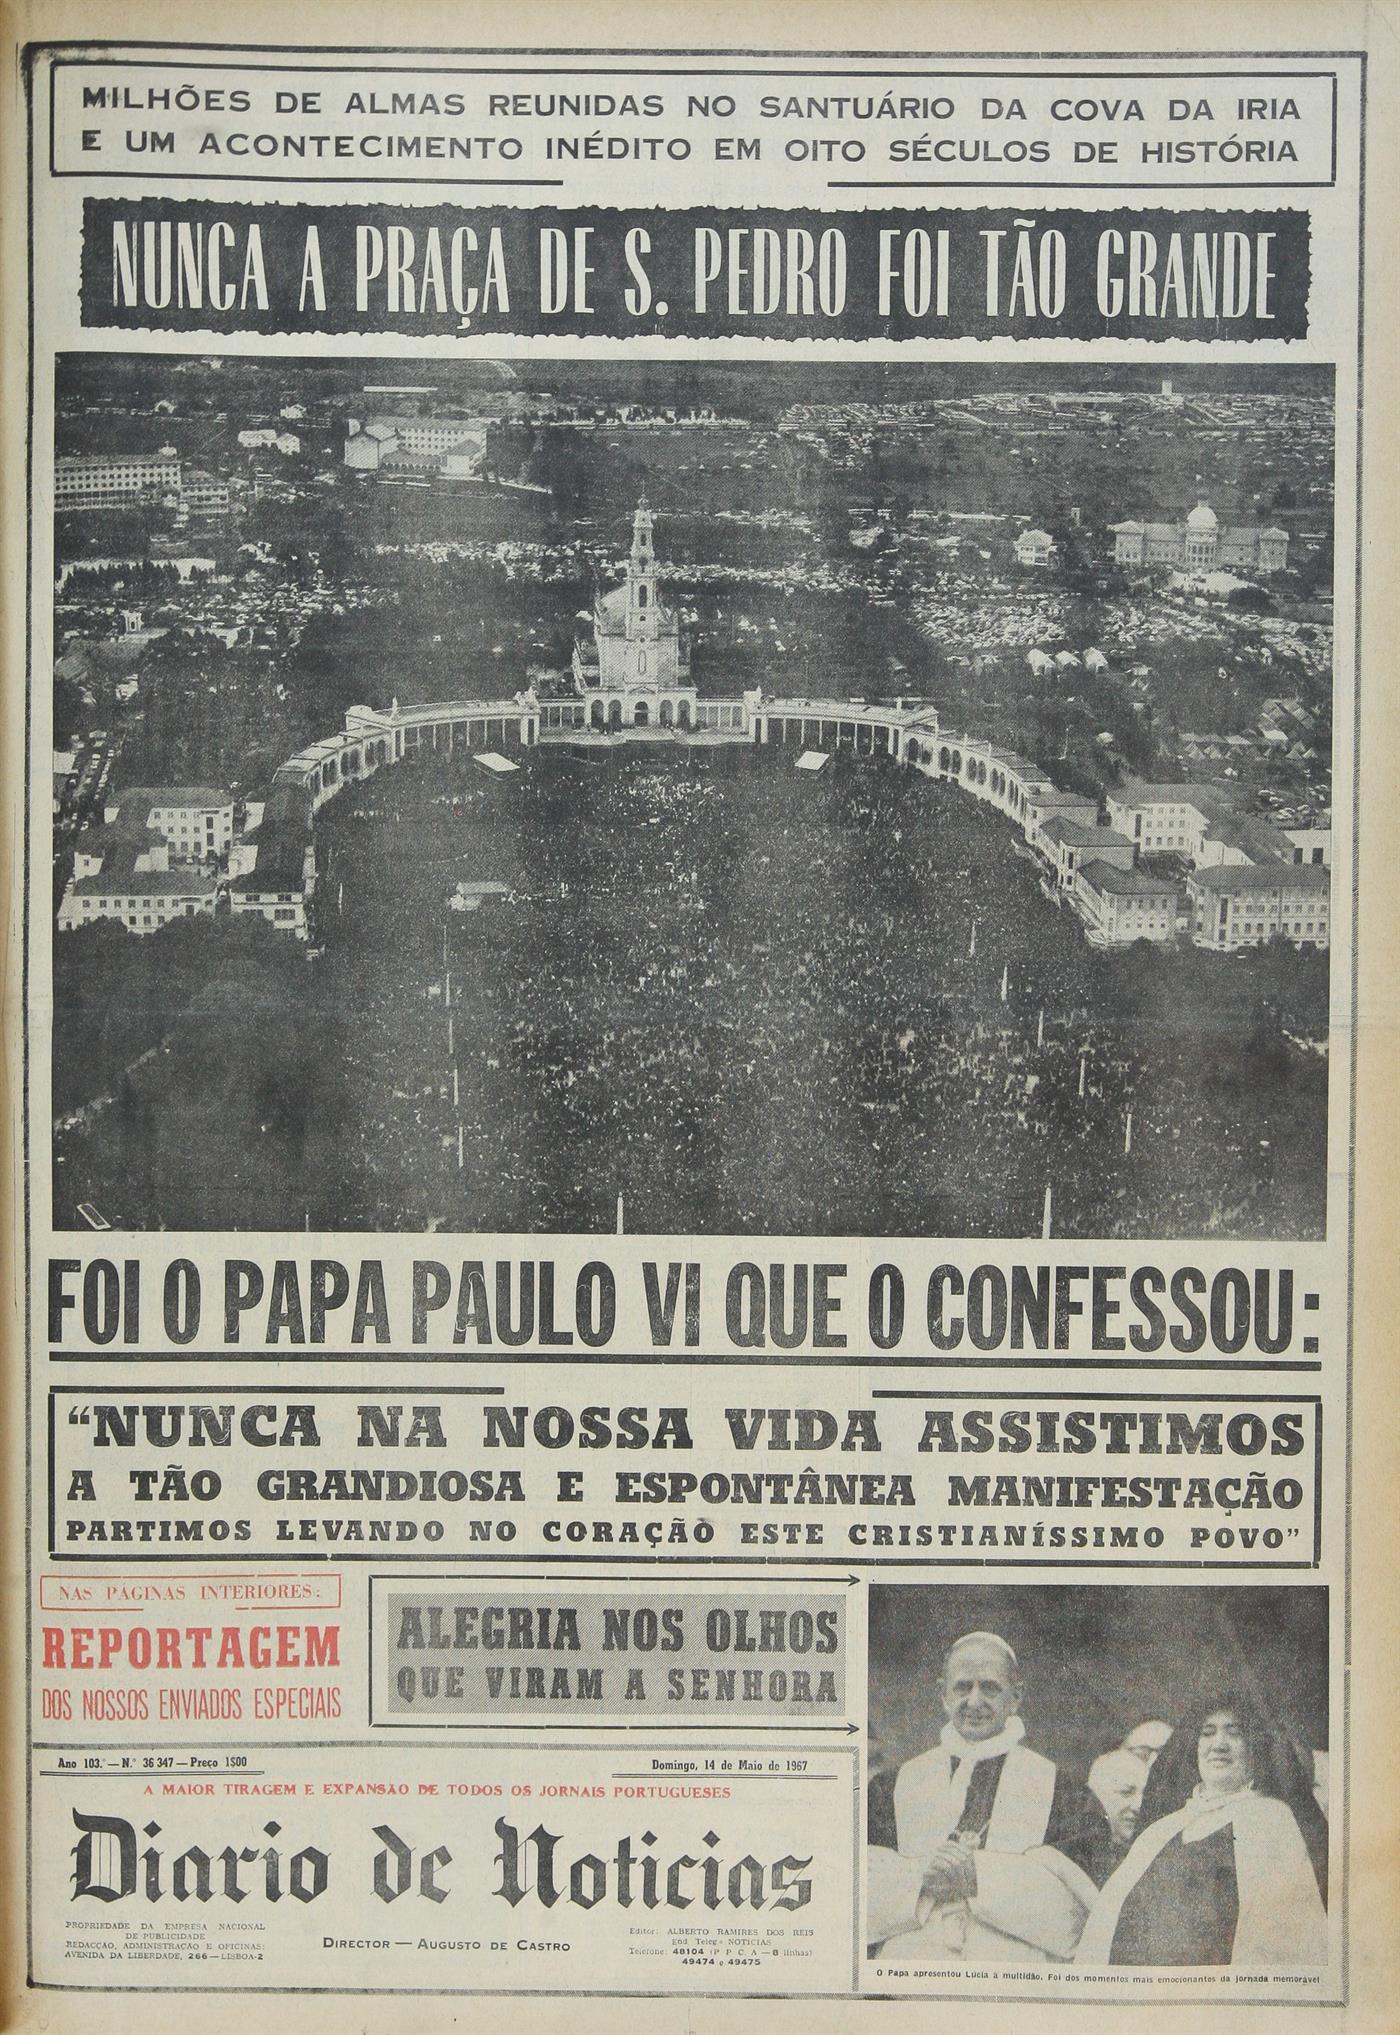 MILHÕES DE ALMAS REUNIDAS NO SANTUÁRIO DA COVA DA IRIA
E UM ACONTECIMENTO INÉDITO EM OITO SÉCULOS DE HISTÓRIA
NUNCA A PRAÇA DE S. PEDRO FOI TÃO GRANDE
FOI O PAPA PAULO VI QUE O CONFESSOU:
“NUNCA NA NOSSA VIDA ASSISTIMOS
A TÃO GRANDIOSA E ESPONTÂNEA MANIFESTAÇÃO
PARTIMOS LEVANDO NO CORAÇÃO ESTE CRISTIANÍSSIMO POVO”
NAS PÁGINAS INTERIORES:
REPORTAGEM
DOS NOSSOS ENVIADOS ESPECIAIS
ALEGRIA NOS OLHOS
QUE VIRAM A SENHORA
Ano 103.º — N.º 36 347 — Preço 1$00
Domingo, 14 de Maio de 1967
A MAIOR TIRAGEM E EXPANSÃO DE TODOS OS JORNAIS PORTUGUESES
Diario de Noticias
PROPRIEDADE DA EMPRESA NACIONAL
DE PUBLICIDADE
REDACÇÃO, ADMINISTRAÇÃO E OFICINAS:
AVENIDA DA LIBERDADE, 266 — LISBOA-2
DIRECTOR — AUGUSTO DE CASTRO
Editor: ALBERTO RAMIRES DOS REIS
End. Teleg.: NOTICIAS
Telefone: 48104 (P P C A — 8 linhas)
49474 e 49475
O Papa apresentou Lúcia à multidão. Foi dos momentos mais emocionantes da jornada memorável